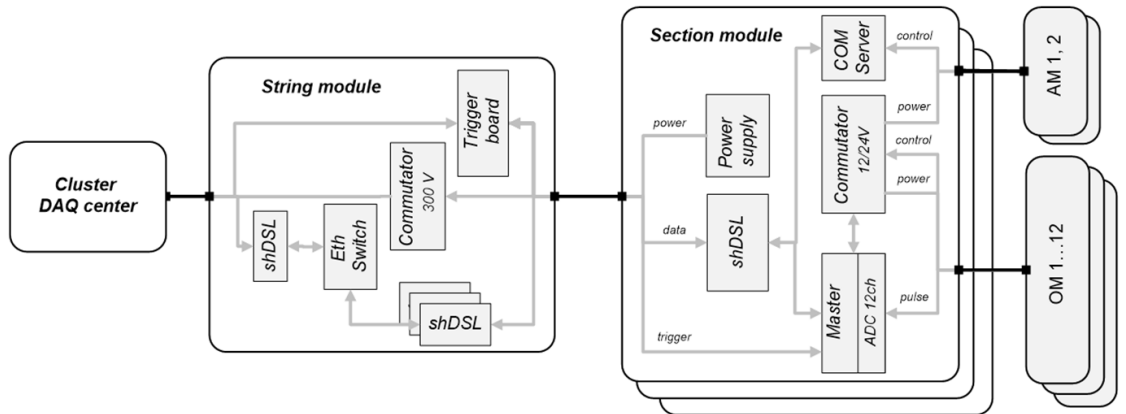 Cluster
DAQ center
String module
Trigger
board
Commutator
300 V
shDSL
Eth
Switch
shDSL
Section module
COM
Server
control
power
Power
supply
power
Commutator
12/24V
control
power
data
shDSL
Master
ADC 12ch
pulse
trigger
AM 1, 2
OM 1...12